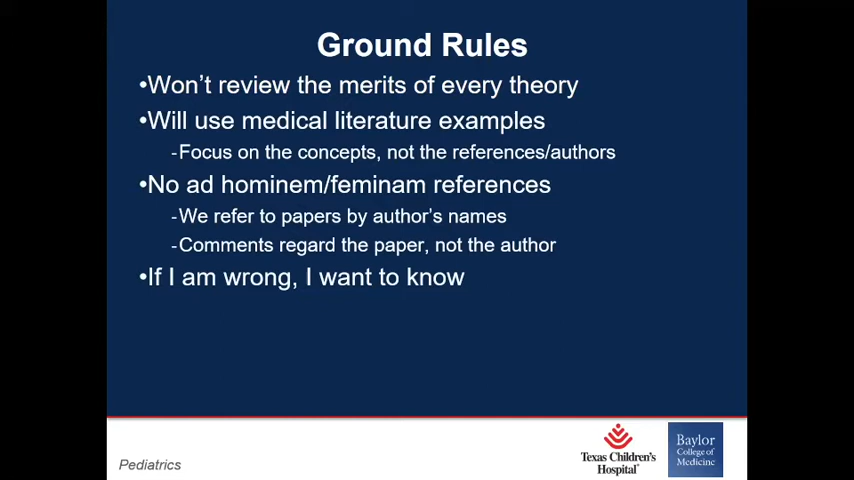 Ground Rules
•Won't review the merits of every theory
•Will use medical literature examples
-Focus on the concepts, not the references/authors
•No ad hominem/feminam references
-We refer to papers by author's names
-Comments regard the paper, not the author
•If I am wrong, I want to know
Pediatrics
Texas Children's
Hospital®
Baylor
College of
Medicine